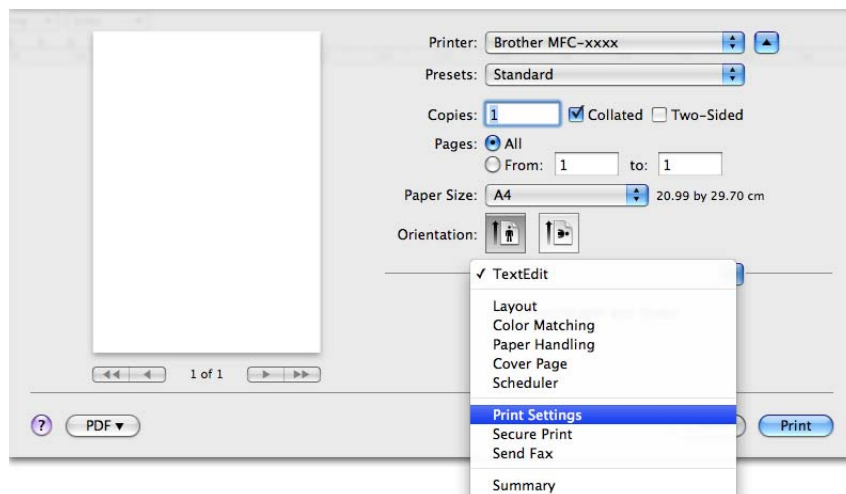 Printer: Brother MFC-xxxx
Presets: Standard
Copies: 1 Collated Two-Sided
Pages: All
From: 1 to: 1
Paper Size: A4 20.99 by 29.70 cm
Orientation:
✓ TextEdit
Layout
Color Matching
Paper Handling
Cover Page
Scheduler
Print Settings
Secure Print
Send Fax
Summary
1 of 1
? PDF ▼ Print